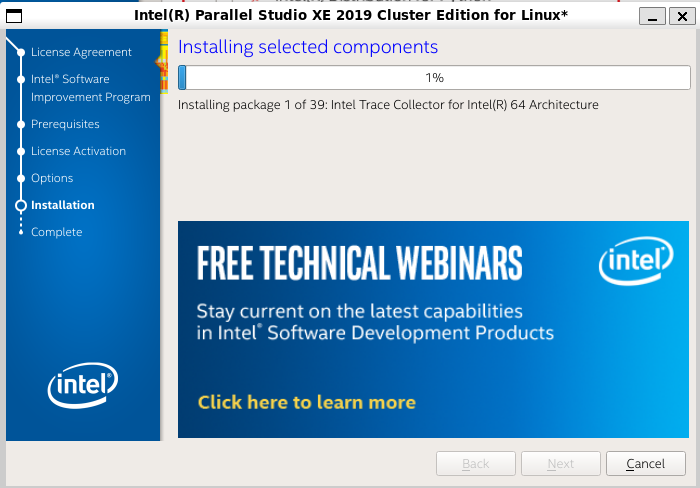 Intel(R) Parallel Studio XE 2019 Cluster Edition for Linux*
License Agreement
Intel® Software
Improvement Program
Prerequisites
License Activation
Options
Installation
Complete
intel®
Installing selected components
1%
Installing package 1 of 39: Intel Trace Collector for Intel(R) 64 Architecture
FREE TECHNICAL WEBINARS
intel®
Stay current on the latest capabilities
in Intel® Software Development Products
Click here to learn more
Back
Next
Cancel